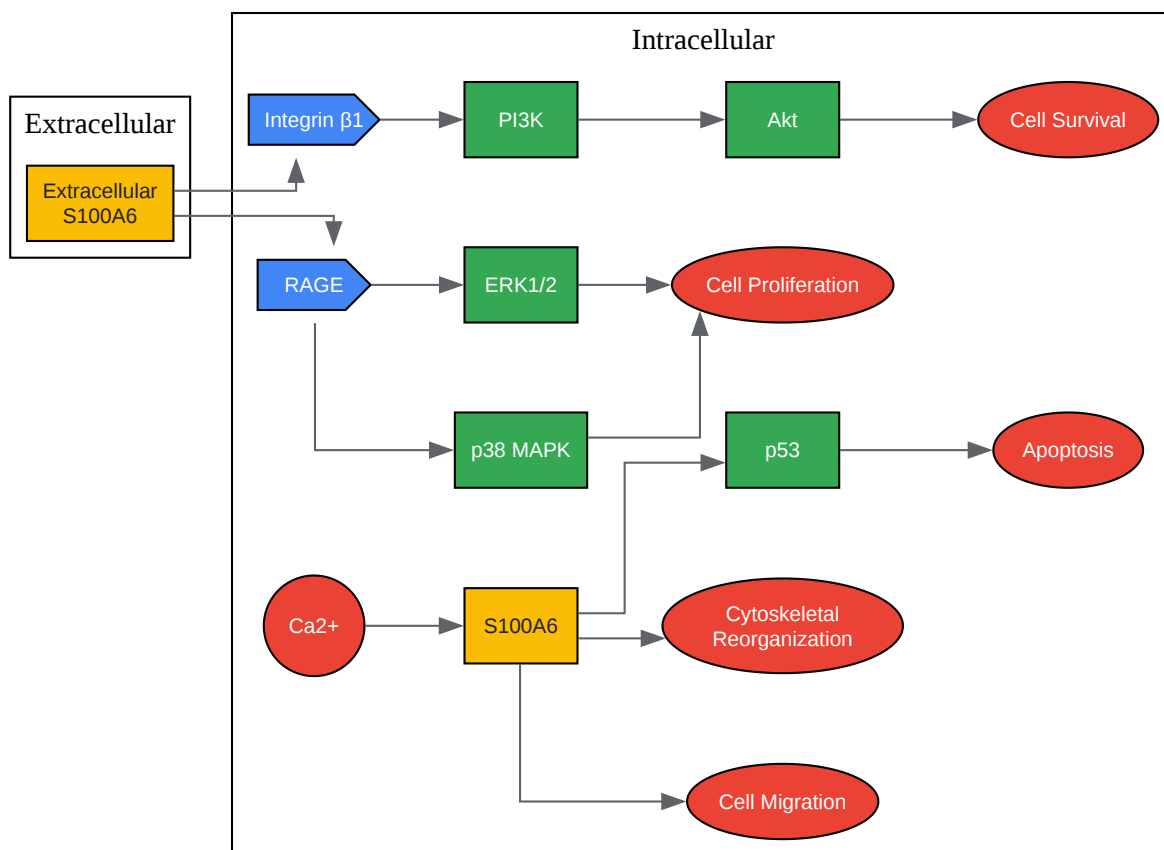 Intracellular
Extracellular
Extracellular
S100A6
Integrin β1
PI3K
Akt
Cell Survival
RAGE
ERK1/2
Cell Proliferation
p38 MAPK
p53
Apoptosis
Ca2+
S100A6
Cytoskeletal
Reorganization
Cell Migration